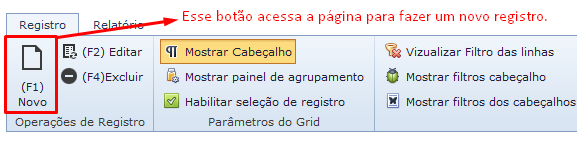 Registro Relatório
Esse botão acessa a página para fazer um novo registro.
(F1)
Novo
(F2) Editar
(F4)Excluir
Operações de Registro
Mostrar Cabeçalho
Mostrar painel de agrupamento
Habilitar seleção de registro
Parâmetros do Grid
Vizualizar Filtro das linhas
Mostrar filtros cabeçalho
Mostrar filtros dos cabeçalhos